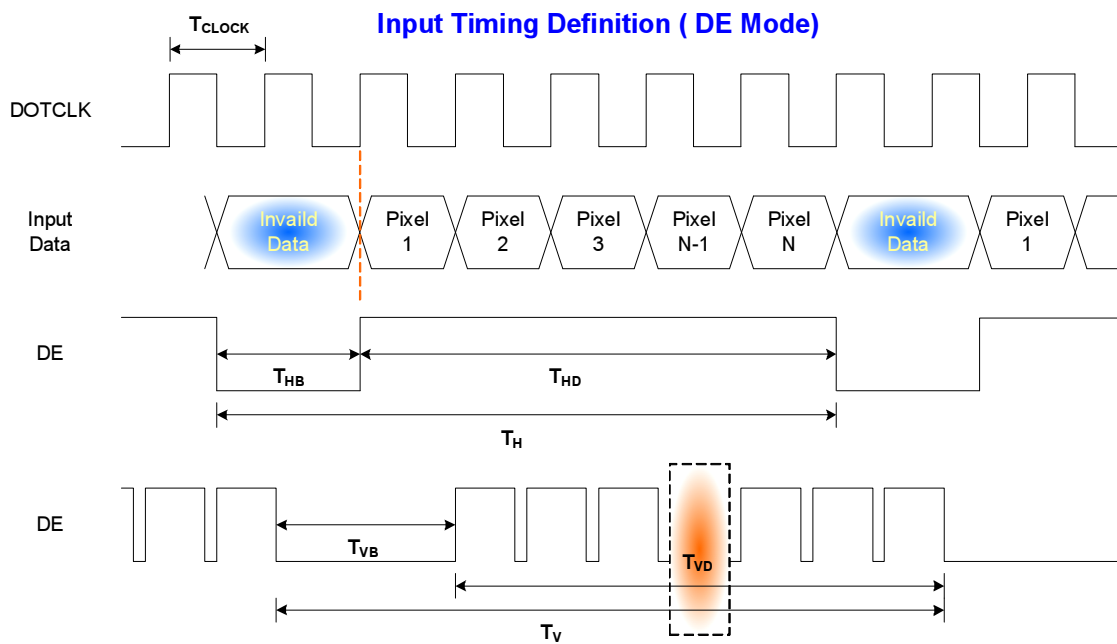 Input Timing Definition ( DE Mode)
TCLOCK
DOTCLK
Input
Data
Invaild
Data
Pixel
1
Pixel
2
Pixel
3
Pixel
N-1
Pixel
N
Invaild
Data
Pixel
1
DE
THB
THD
TH
DE
TVB
TVD
TV